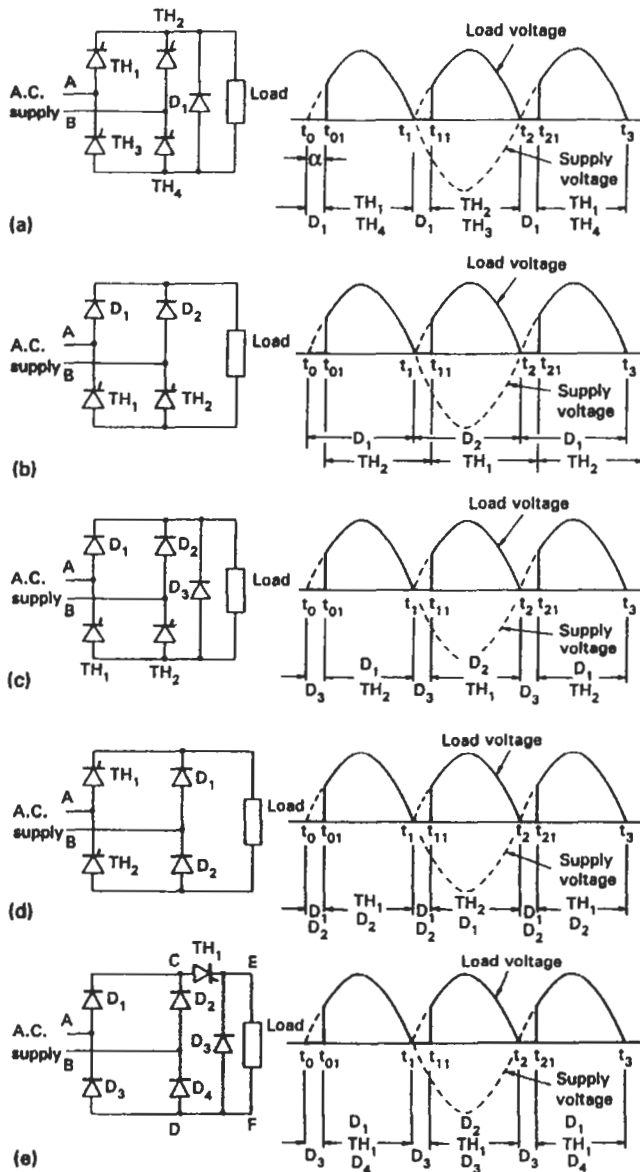 TH2
TH1
A
A.C.
supply
B
D1
Load
TH3
TH4
(a)
Load voltage
t0 t01 t1 t11 t2 t21 t3
α
Supply
voltage
D1 TH1 D1 TH2 D1 TH1
TH4 TH3 TH4
D1 D2
A
A.C.
supply
B
Load
TH1 TH2
(b)
Load voltage
t0 t01 t1 t11 t2 t21 t3
Supply
voltage
D1 D2 D1
TH2 TH1 TH2
D1 D2
A
A.C.
supply
B
D3
Load
TH1 TH2
(c)
Load voltage
t0 t01 t1 t11 t2 t21 t3
Supply
voltage
D1 D2 D1
D3 TH2 D3 TH1 D3 TH2
TH1 D1
A
A.C.
supply
B
Load
TH2 D2
(d)
Load voltage
t0 t01 t1 t11 t2 t21 t3
Supply
voltage
D1 TH1 D1 TH2 D1 TH1
D2 D2 D2 D1 D2 D2
TH1
C E
D1 D2
A
A.C.
supply
B
D3
Load
D3 D4
D F
(e)
Load voltage
t0 t01 t1 t11 t2 t21 t3
Supply
voltage
D1 D2 D1
D3 TH1 D3 TH1 D3 TH1
D4 D3 D4